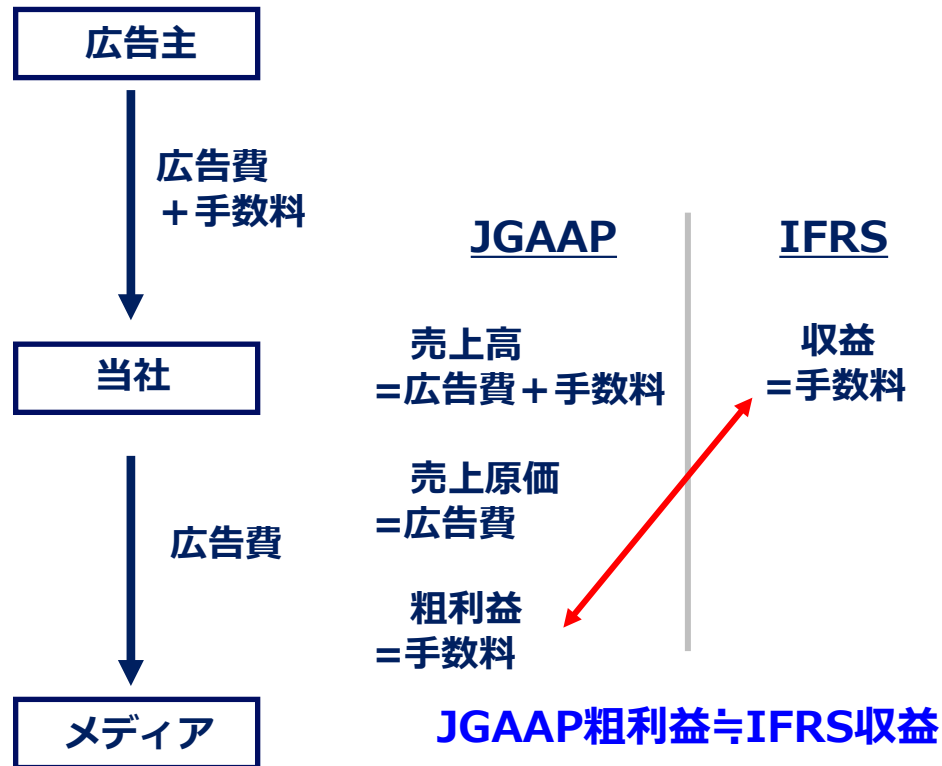 広告主
広告費
＋手数料
JGAAP
IFRS
売上高
=広告費＋手数料
収益
=手数料
当社
売上原価
=広告費
広告費
粗利益
=手数料
メディア
JGAAP粗利益≒IFRS収益